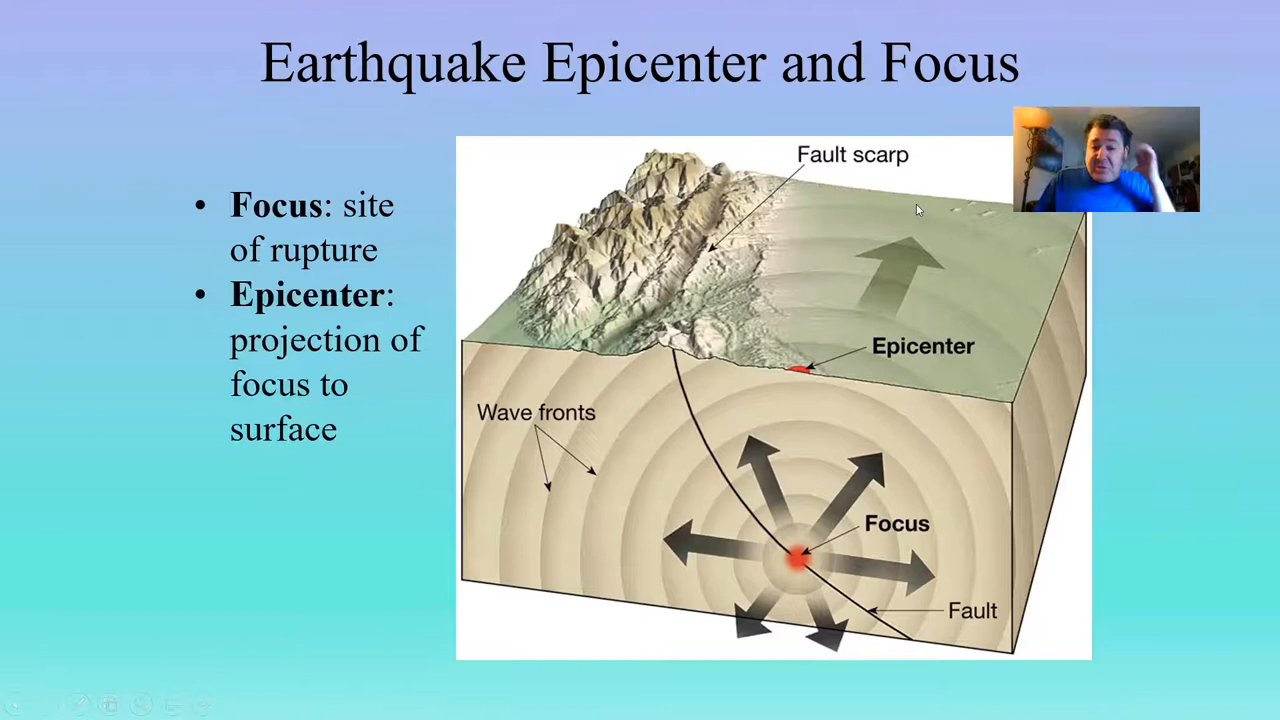 Earthquake Epicenter and Focus
• Focus: site
of rupture
• Epicenter:
projection of
focus to
surface
Fault scarp
Epicenter
Wave fronts
Focus
Fault